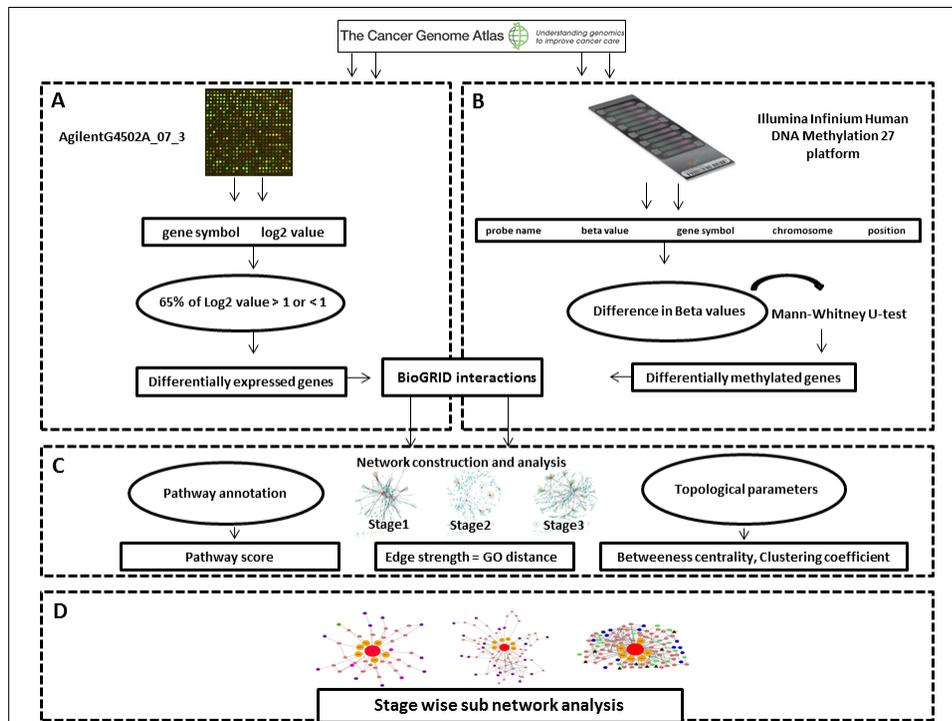 The Cancer Genome Atlas
Understanding genomics
to improve cancer care
A
AgilentG4502A_07_3
gene symbol log2 value
65% of Log2 value > 1 or < 1
Differentially expressed genes
B
Illumina Infinium Human
DNA Methylation 27
platform
probe name beta value gene symbol chromosome position
Difference in Beta values
Mann-Whitney U-test
Differentially methylated genes
BioGRID interactions
C
Network construction and analysis
Pathway annotation
Pathway score
Stage1 Stage2 Stage3
Edge strength = GO distance
Topological parameters
Betweeness centrality, Clustering coefficient
D
Stage wise sub network analysis